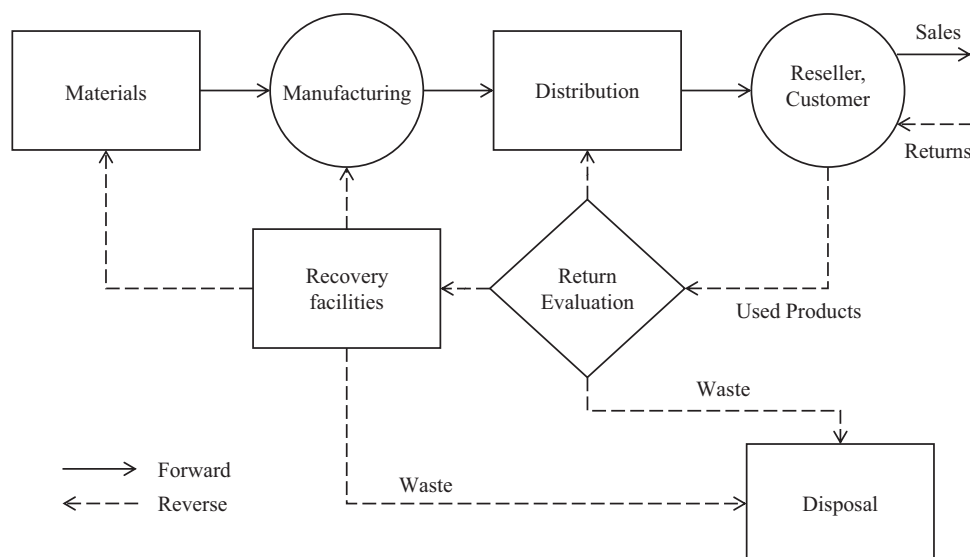 Sales
Materials
Manufacturing
Distribution
Reseller,
Customer
Returns
Recovery
facilities
Return
Evaluation
Used Products
Waste
Forward
Waste
Reverse
Disposal